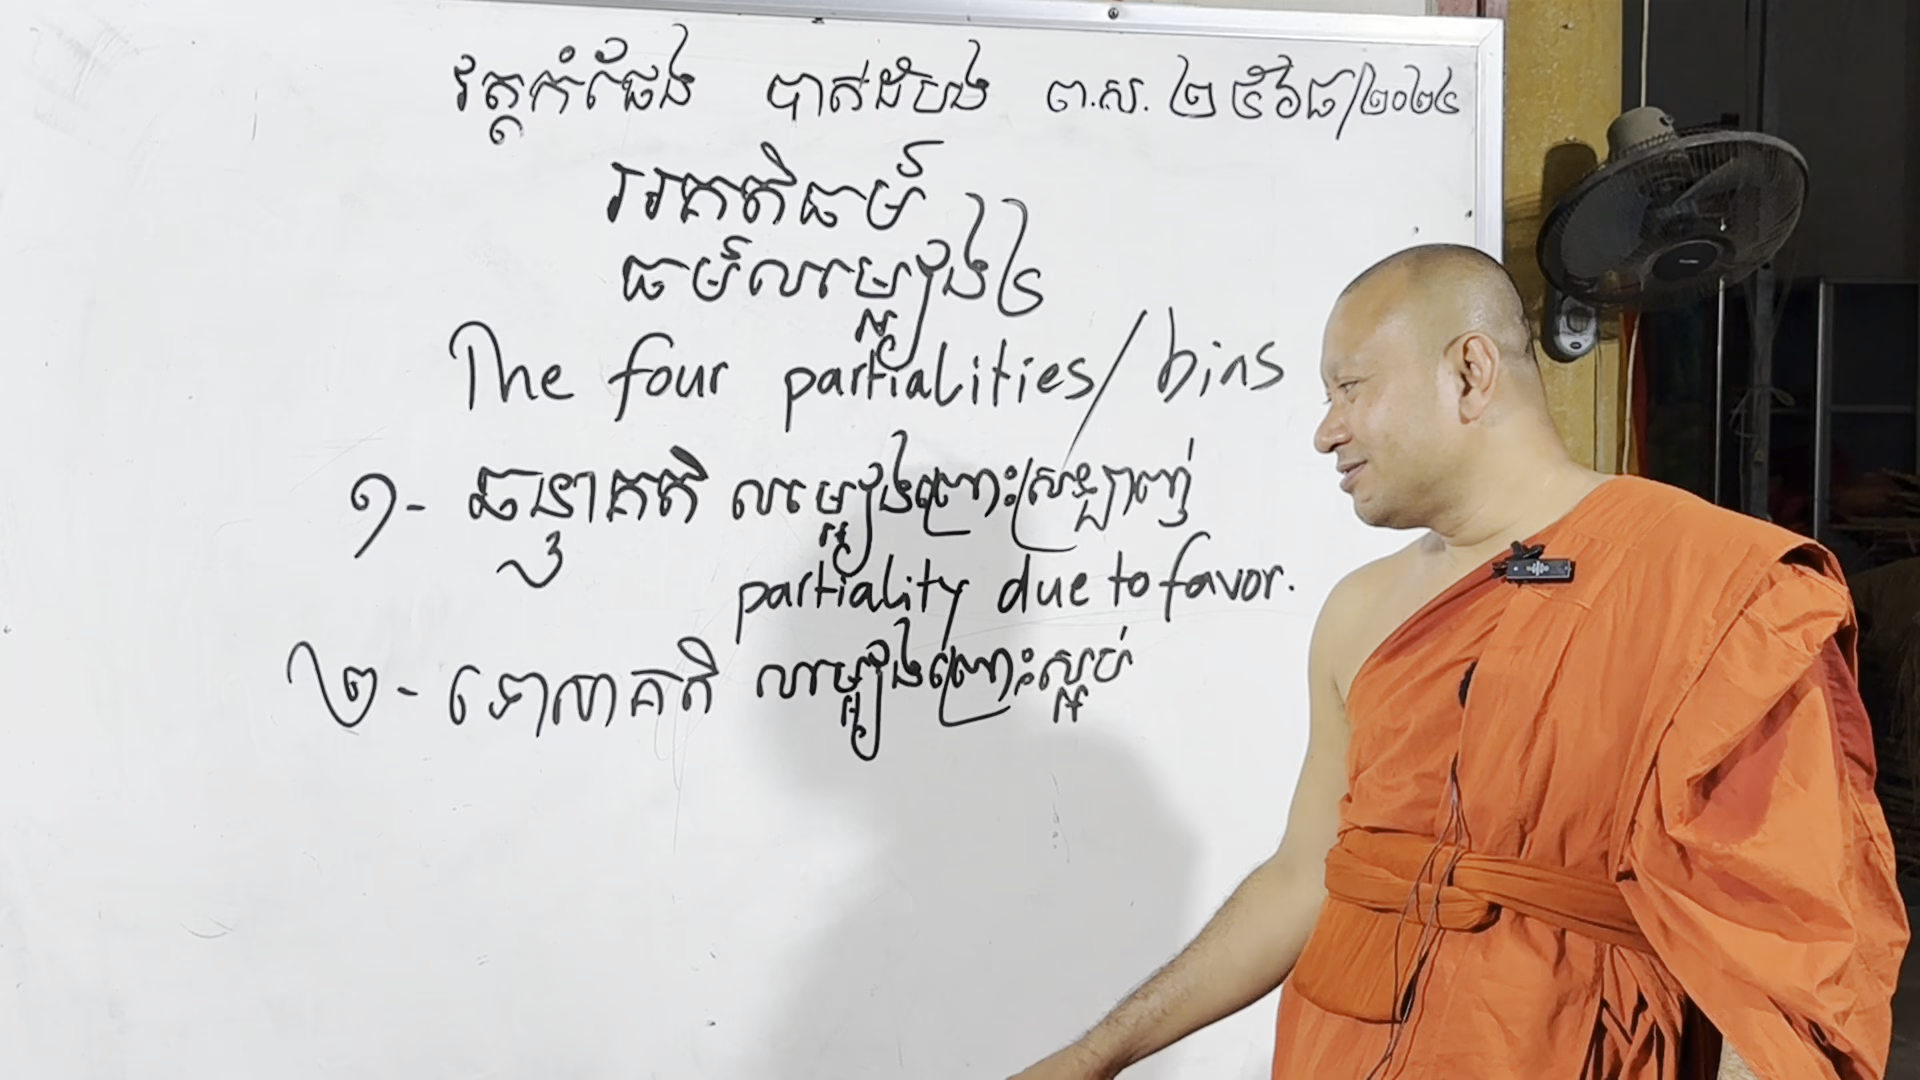 វត្តកំផែង បាត់ដំបង ព.ស. ២៥៦៨/២០២៤
អគតិធម៌
ធម៌លម្អៀង៤
The four partialities/bias
១- ឆន្ទាគតិ លម្អៀងព្រោះស្រឡាញ់
partiality due to favor.
២- ទោសាគតិ លម្អៀងព្រោះស្អប់